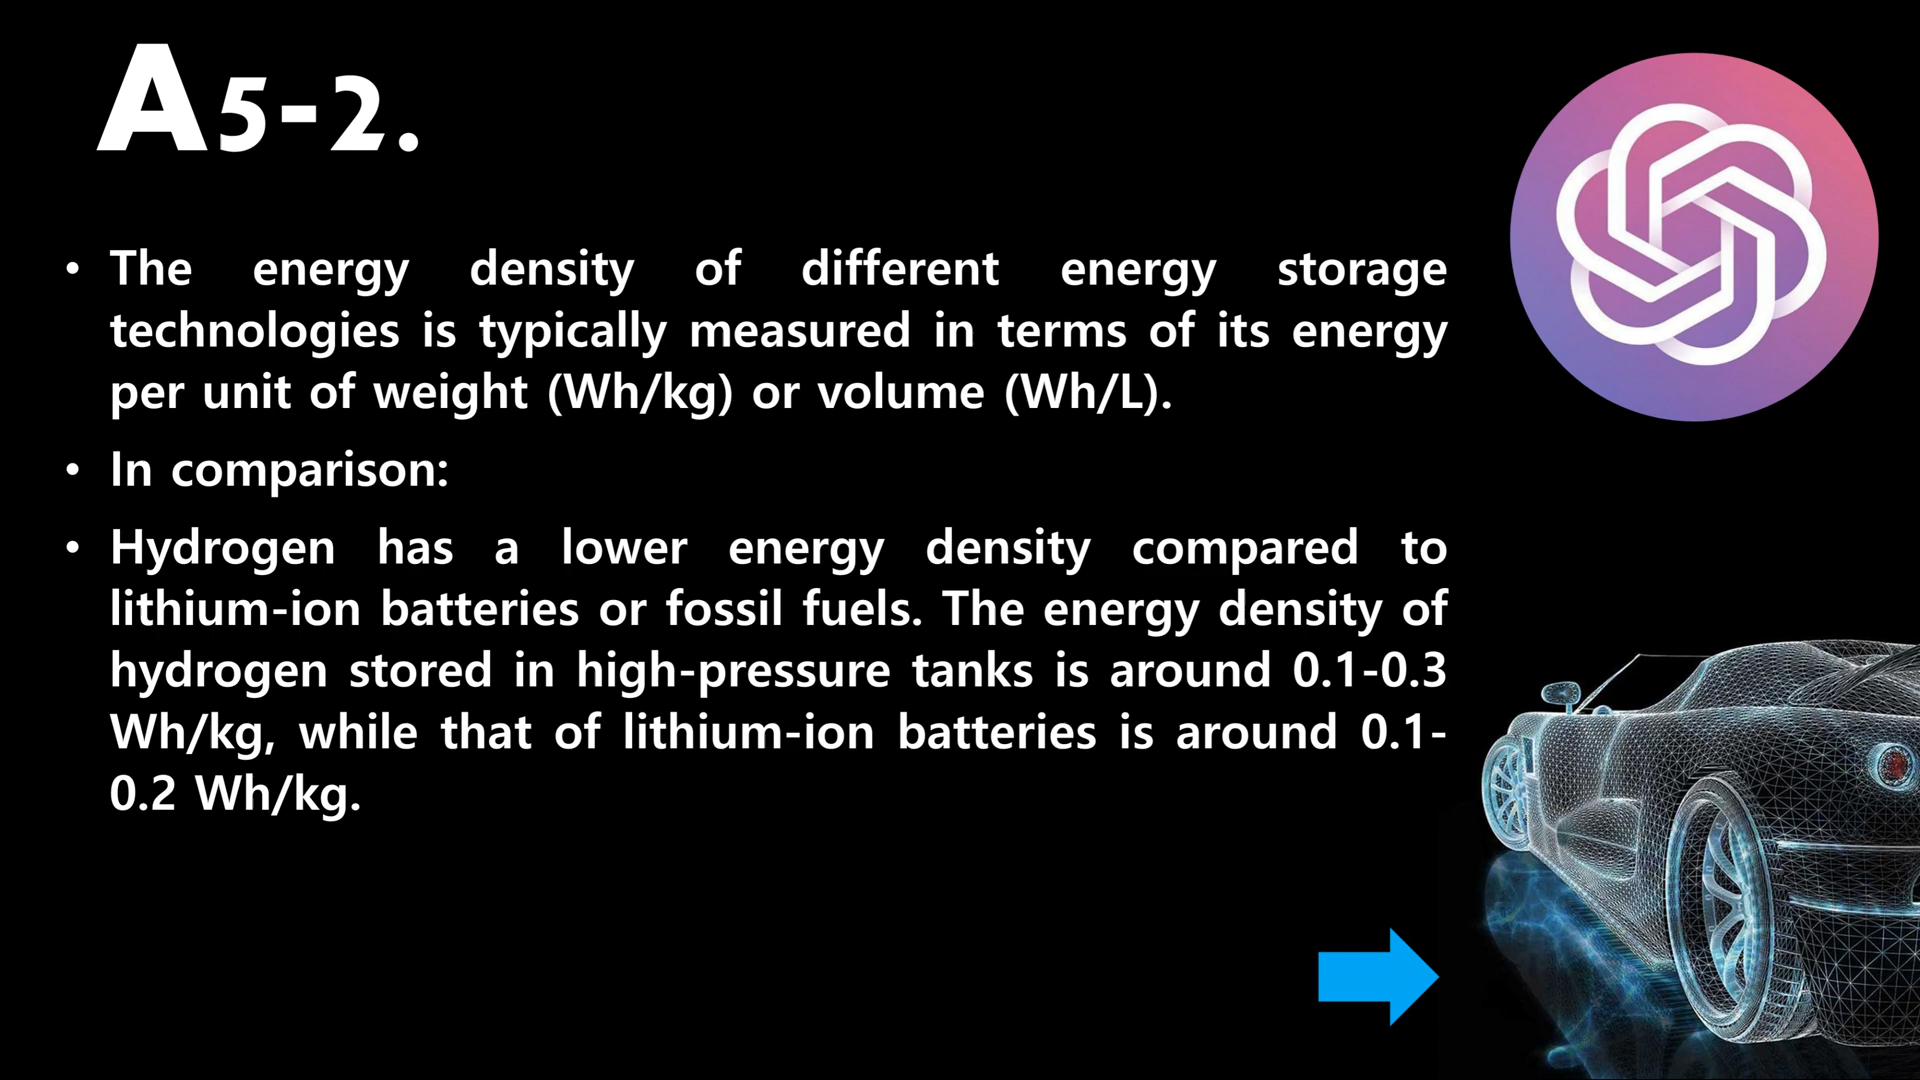 A5-2.
• The energy density of different energy storage
technologies is typically measured in terms of its energy
per unit of weight (Wh/kg) or volume (Wh/L).
• In comparison:
• Hydrogen has a lower energy density compared to
lithium-ion batteries or fossil fuels. The energy density of
hydrogen stored in high-pressure tanks is around 0.1-0.3
Wh/kg, while that of lithium-ion batteries is around 0.1-
0.2 Wh/kg.